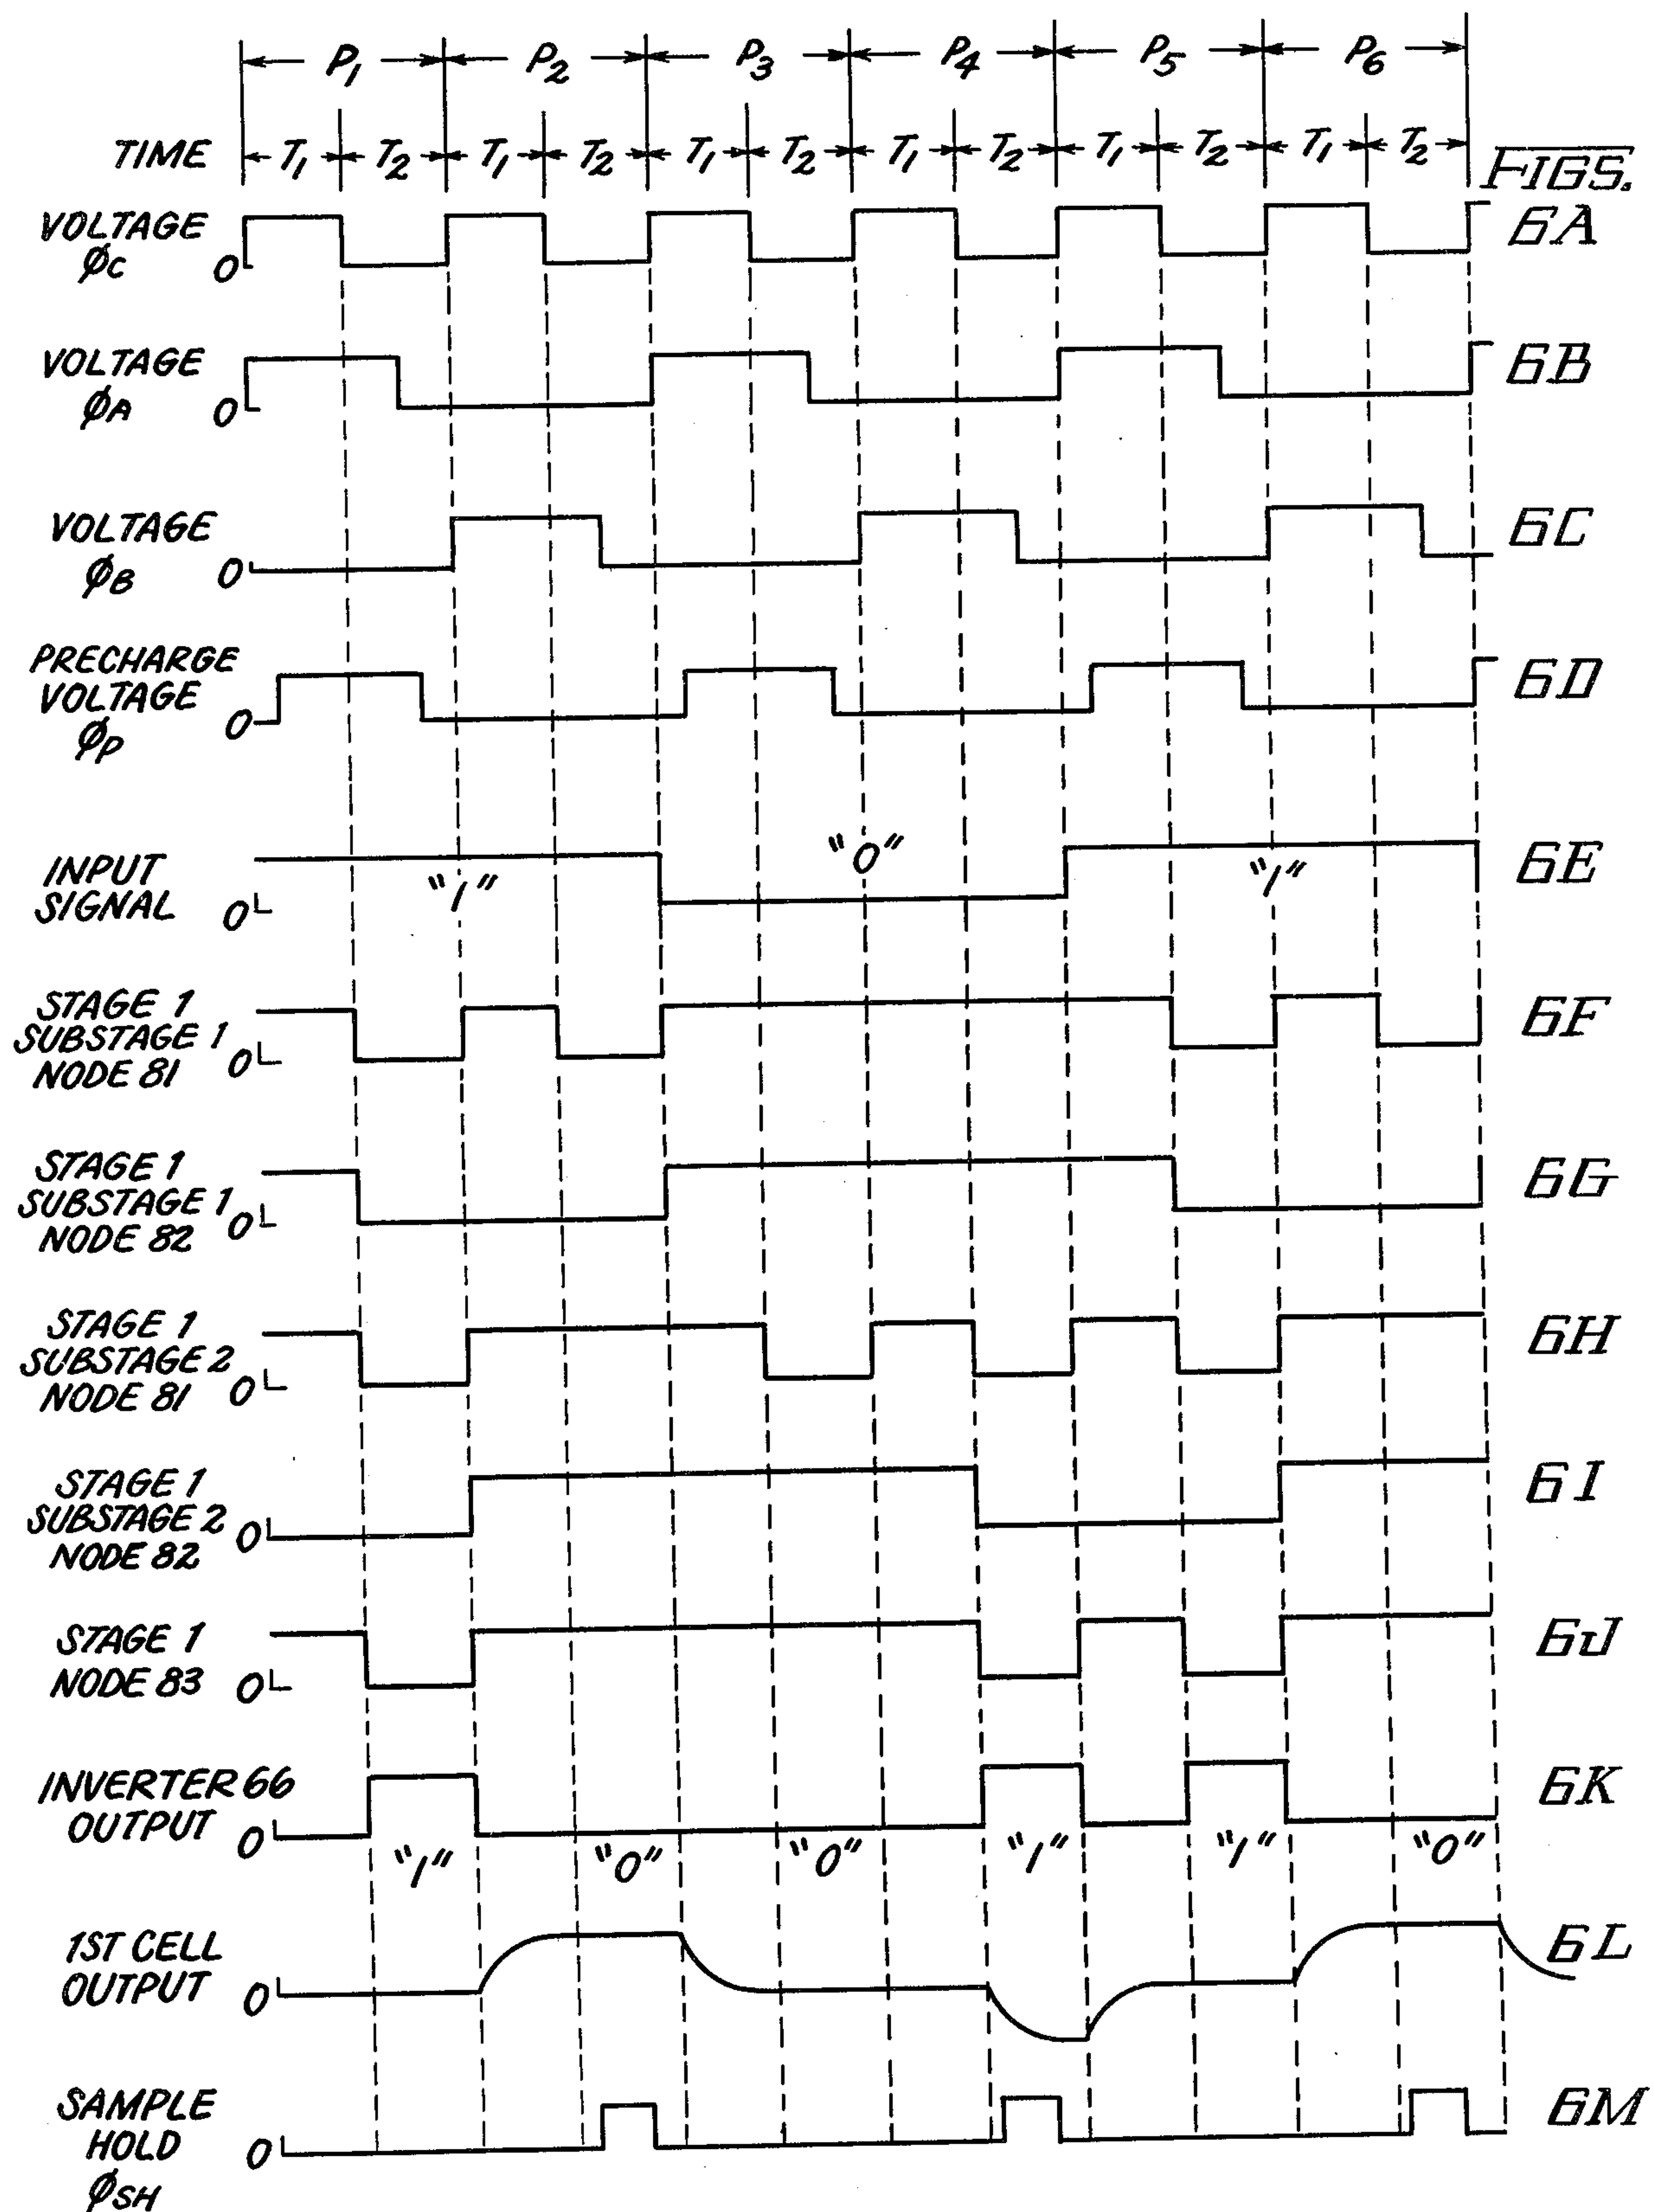 P1 P2 P3 P4 P5 P6
TIME T1 T2 T1 T2 T1 T2 T1 T2 T1 T2 T1 T2
FIGS.
VOLTAGE
φC 0
6A
VOLTAGE
φA 0
6B
VOLTAGE
φB 0
6C
PRECHARGE
VOLTAGE
φP 0
6D
INPUT
SIGNAL 0
"1" "0" "1"
6E
STAGE 1
SUBSTAGE 1
NODE 81 0
6F
STAGE 1
SUBSTAGE 1
NODE 82 0
6G
STAGE 1
SUBSTAGE 2
NODE 81 0
6H
STAGE 1
SUBSTAGE 2
NODE 82 0
6I
STAGE 1
NODE 83 0
6J
INVERTER 66
OUTPUT 0
"1" "0" "0" "1" "1" "0"
6K
1ST CELL
OUTPUT 0
6L
SAMPLE
HOLD 0
φSH
6M